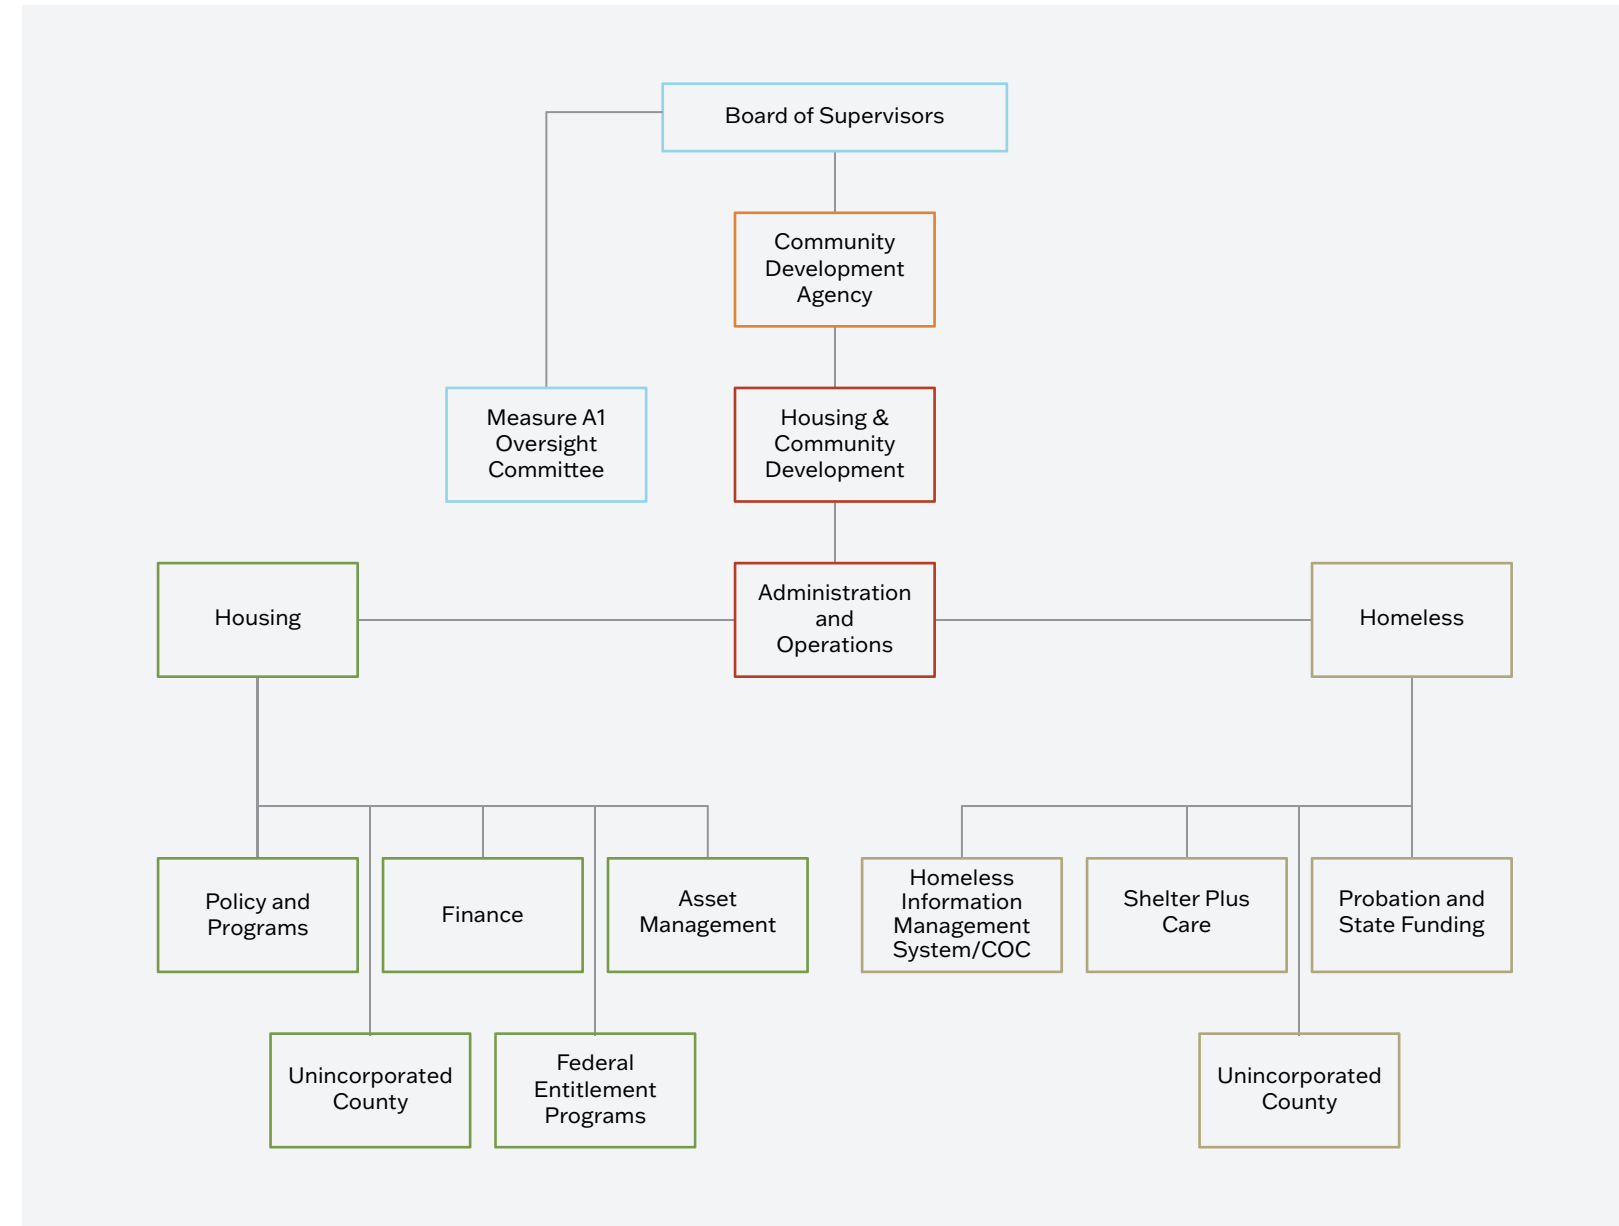 Board of Supervisors
Community
Development
Agency
Measure A1
Oversight
Committee
Housing &
Community
Development
Housing
Administration
and
Operations
Homeless
Policy and
Programs
Finance
Asset
Management
Homeless
Information
Management
System/COC
Shelter Plus
Care
Probation and
State Funding
Unincorporated
County
Federal
Entitlement
Programs
Unincorporated
County